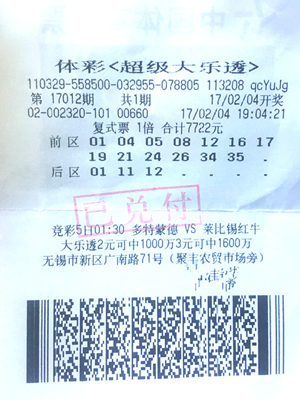 体彩<超级大乐透>
110329-558500-032955-078805 113208 qcYuJg
第 17012期 共1期 17/02/04开奖
02-002320-101 00660 17/02/04 19:04:21
复式票 1倍 合计7722元
前区 01 04 05 08 12 16 17
19 21 24 26 34 35 .
后区 01 11 12 .
已兑付
竞彩5日01:30 多特蒙德 VS 莱比锡红牛
大乐透2元可中1000万3元可中1600万
无锡市新区广南路71号(聚丰农贸市场旁)